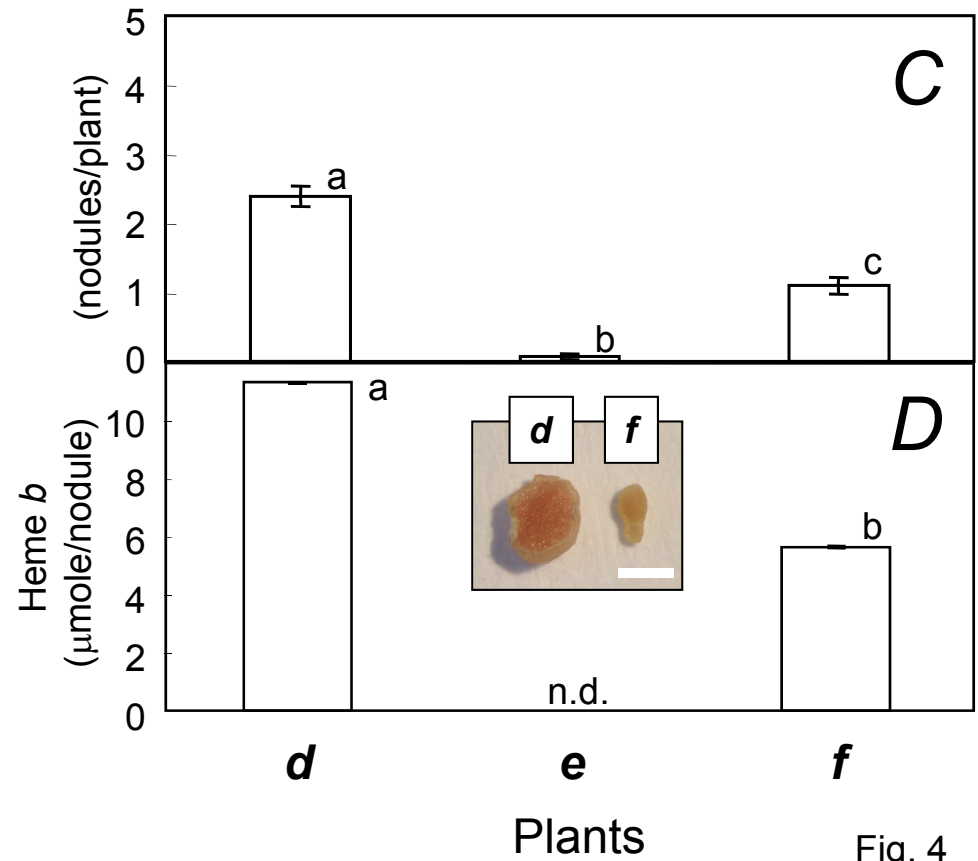 5
4
3
2
1
0
(nodules/plant)
C
a
b
c
10
8
6
4
2
0
Heme b
(μmole/nodule)
D
a
d
f
b
n.d.
d e f
Plants
Fig. 4